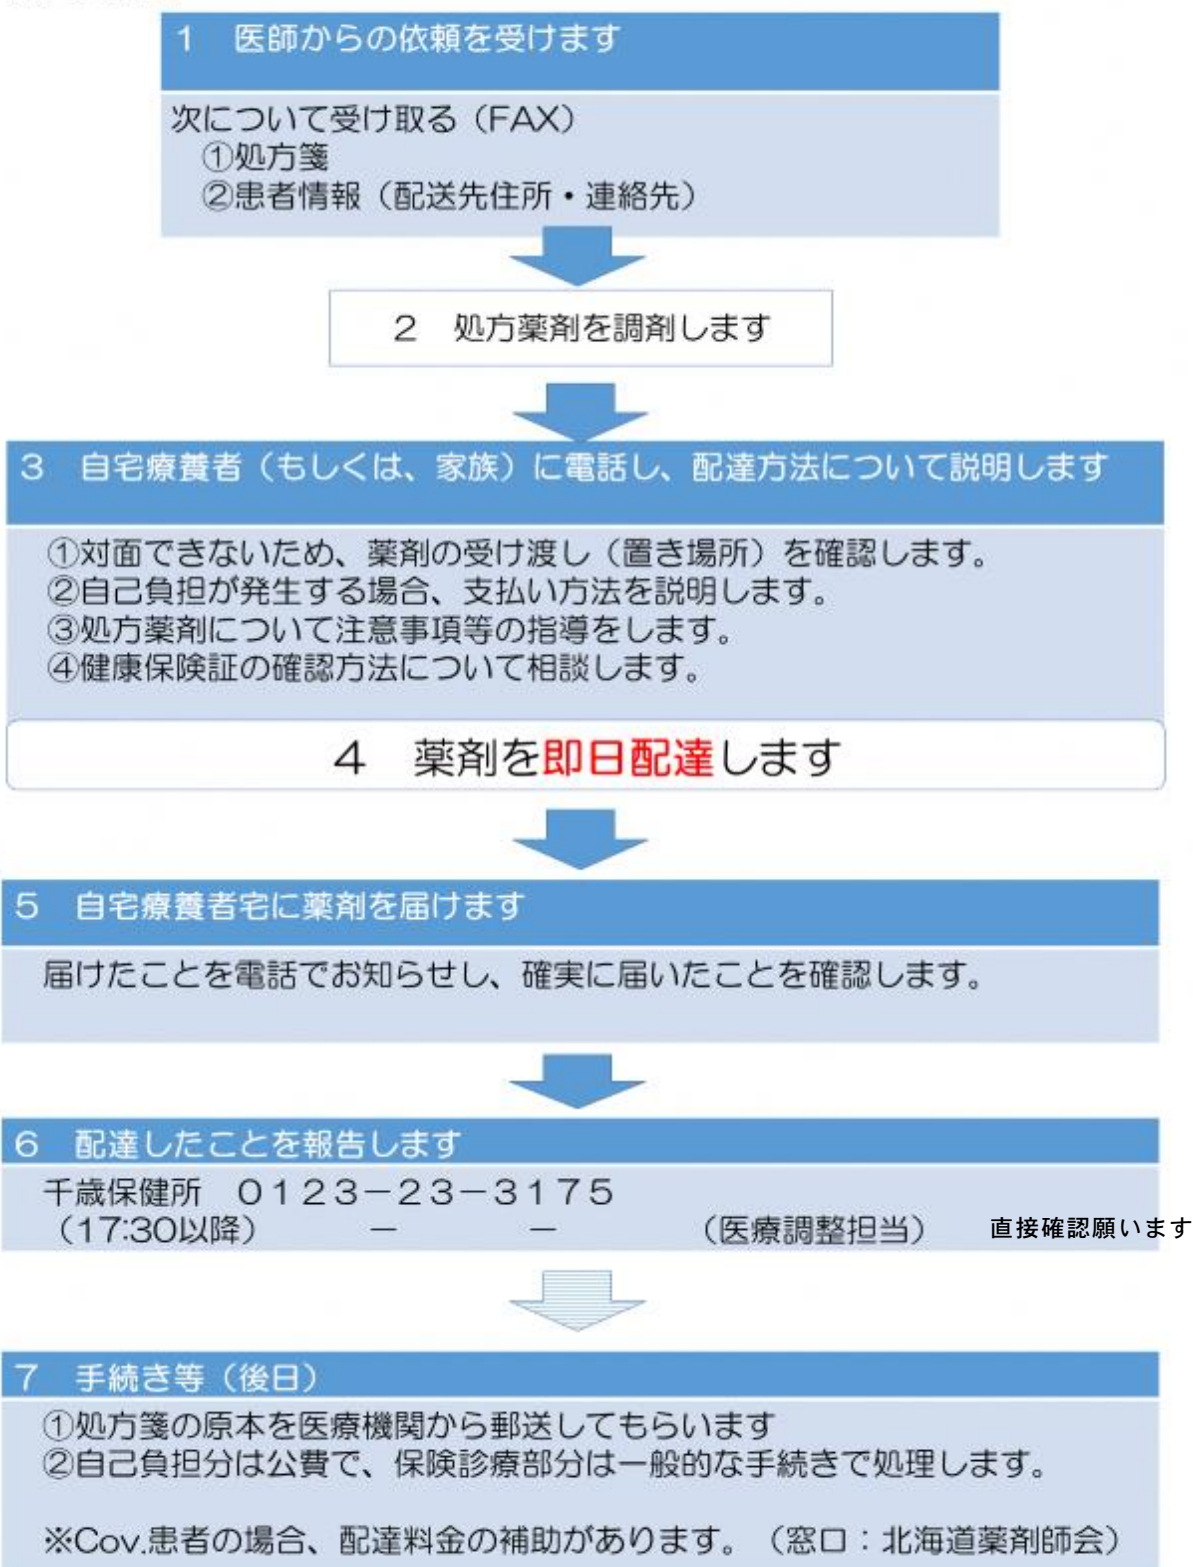 1 医師からの依頼を受けます
次について受け取る（FAX）
①処方箋
②患者情報（配送先住所・連絡先）
2 処方薬剤を調剤します
3 自宅療養者（もしくは、家族）に電話し、配達方法について説明します
①対面できないため、薬剤の受け渡し（置き場所）を確認します。
②自己負担が発生する場合、支払い方法を説明します。
③処方薬剤について注意事項等の指導をします。
④健康保険証の確認方法について相談します。
4 薬剤を即日配達します
5 自宅療養者宅に薬剤を届けます
届けたことを電話でお知らせし、確実に届いたことを確認します。
6 配達したことを報告します
千歳保健所 0123－23－3175
（17:30以降） － － （医療調整担当） 直接確認願います
7 手続き等（後日）
①処方箋の原本を医療機関から郵送してもらいます
②自己負担分は公費で、保険診療部分は一般的な手続きで処理します。
※Cov.患者の場合、配達料金の補助があります。（窓口：北海道薬剤師会）